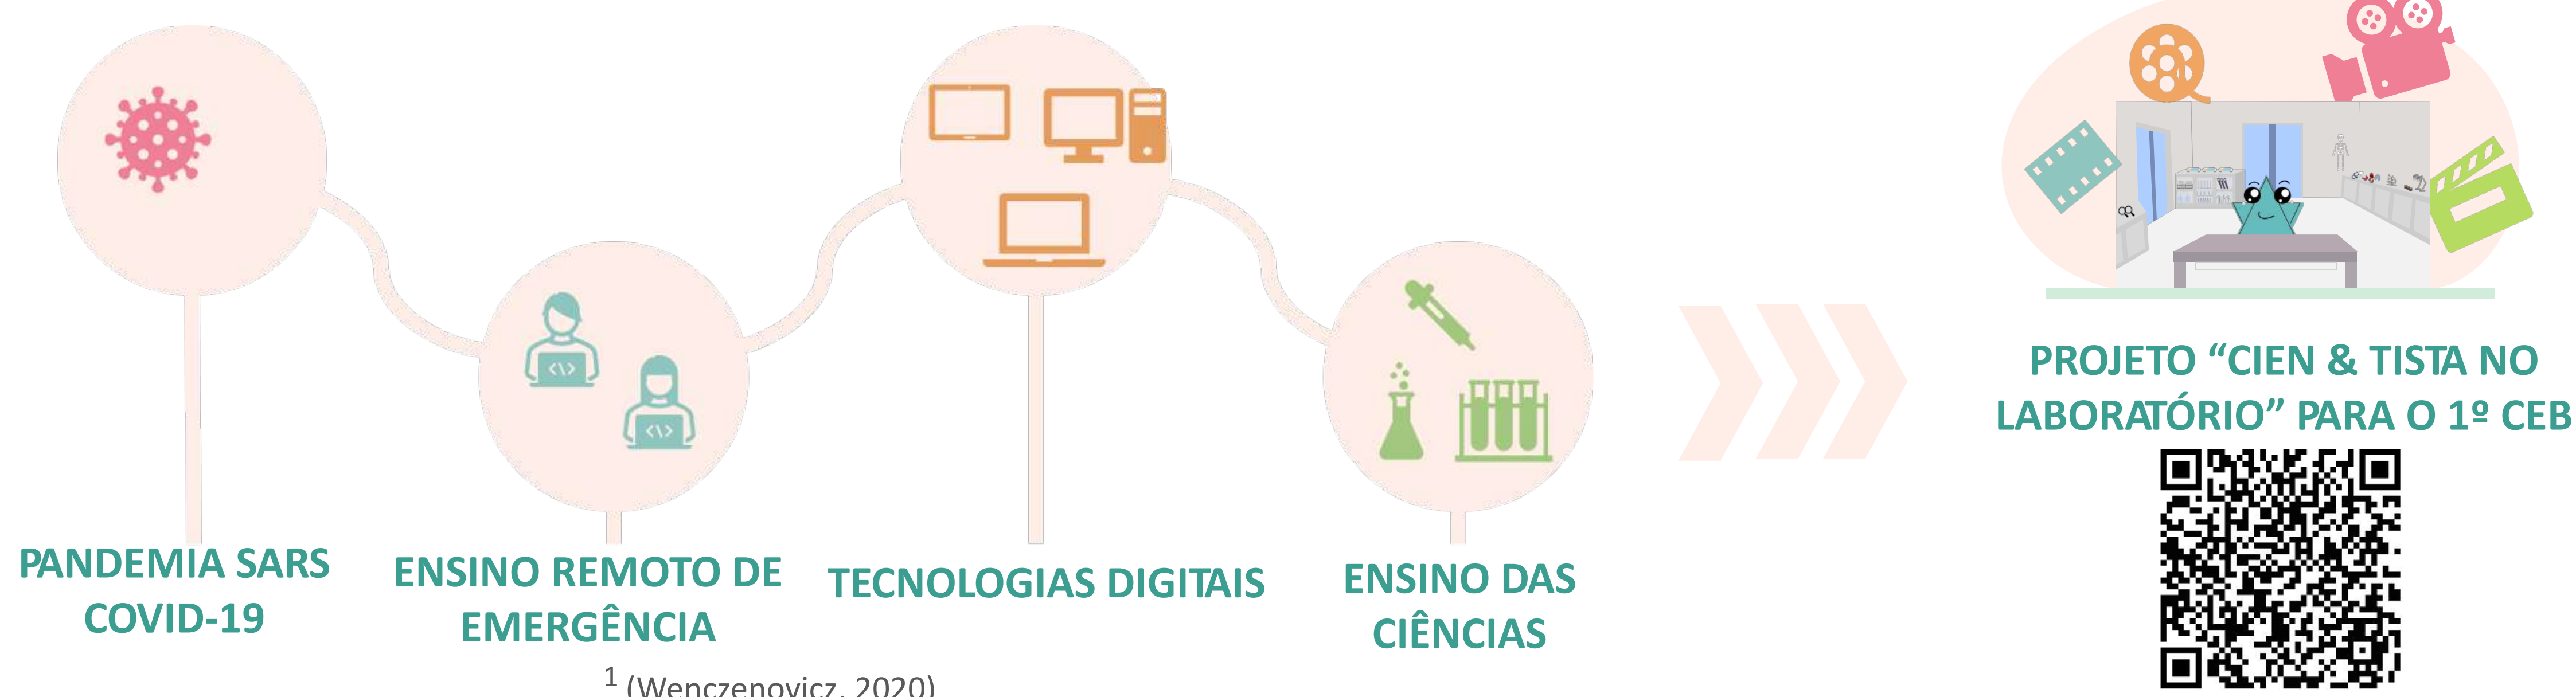 PANDEMIA SARS
COVID-19
ENSINO REMOTO DE
EMERGÊNCIA
1 (Wenczenovicz, 2020)
TECNOLOGIAS DIGITAIS
ENSINO DAS
CIÊNCIAS
PROJETO “CIEN & TISTA NO
LABORATÓRIO” PARA O 1º CEB